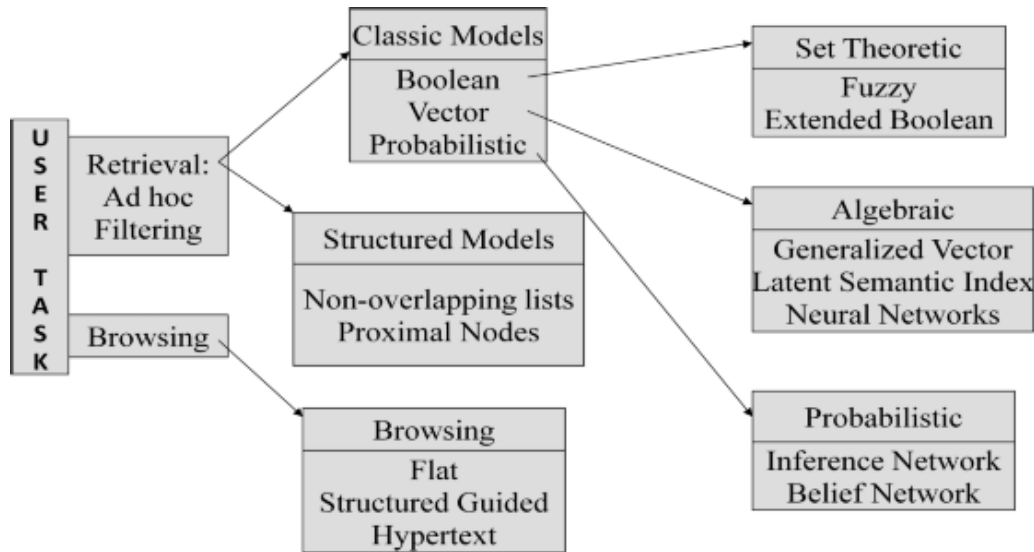 USER TASK
Retrieval:
Ad hoc
Filtering
Browsing
Classic Models
Boolean
Vector
Probabilistic
Structured Models
Non-overlapping lists
Proximal Nodes
Browsing
Flat
Structured Guided
Hypertext
Set Theoretic
Fuzzy
Extended Boolean
Algebraic
Generalized Vector
Latent Semantic Index
Neural Networks
Probabilistic
Inference Network
Belief Network